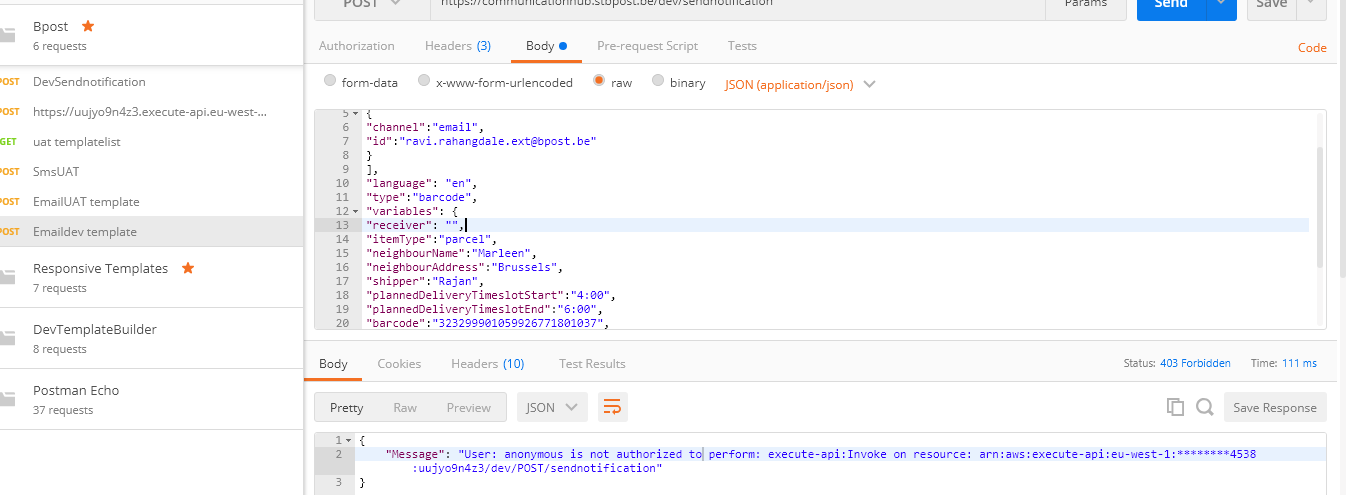 POST
https://communicationhub.stbpost.be/dev/sendnotification
Params
Send
Save
Bpost
6 requests
POST DevSendnotification
POST https://uujyo9n4z3.execute-api.eu-west-...
GET uat templatelist
POST SmsUAT
POST EmailUAT template
POST Emaildev template
Responsive Templates
7 requests
DevTemplateBuilder
8 requests
Postman Echo
37 requests
Authorization Headers (3) Body Pre-request Script Tests Code
form-data x-www-form-urlencoded raw binary JSON (application/json)
5 {
6 "channel":"email",
7 "id":"ravi.rahangdale.ext@bpost.be"
8 }
9 ],
10 "language": "en",
11 "type":"barcode",
12 "variables": {
13 "receiver": "",
14 "itemType":"parcel",
15 "neighbourName":"Marleen",
16 "neighbourAddress":"Brussels",
17 "shipper":"Rajan",
18 "plannedDeliveryTimeslotStart":"4:00",
19 "plannedDeliveryTimeslotEnd":"6:00",
20 "barcode":"323299901059926771801037",
Body Cookies Headers (10) Test Results Status: 403 Forbidden Time: 111 ms
Pretty Raw Preview JSON Save Response
1 {
2 "Message": "User: anonymous is not authorized to perform: execute-api:Invoke on resource: arn:aws:execute-api:eu-west-1:********4538
:uujyo9n4z3/dev/POST/sendnotification"
3 }